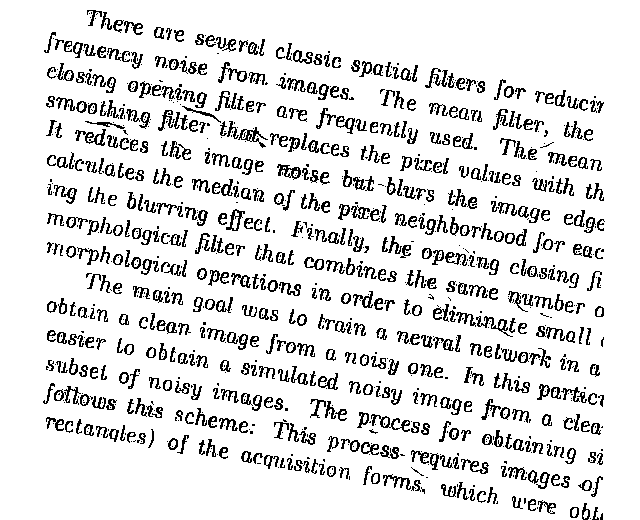 There are several classic spatial filters for reducin
frequency noise from images. The mean filter, the
closing opening filter are frequently used. The mean
smoothing filter that replaces the pixel values with th
It reduces the image noise but blurs the image edge
calculates the median of the pixel neighborhood for eac
ing the blurring effect. Finally, the opening closing fi
morphological filter that combines the same number o
morphological operations in order to eliminate small
The main goal was to train a neural network in a
obtain a clean image from a noisy one. In this particu
easier to obtain a simulated noisy image from a clea
subset of noisy images. The process for obtaining si
follows this scheme: This process requires images of
rectangles) of the acquisition forms, which were obt